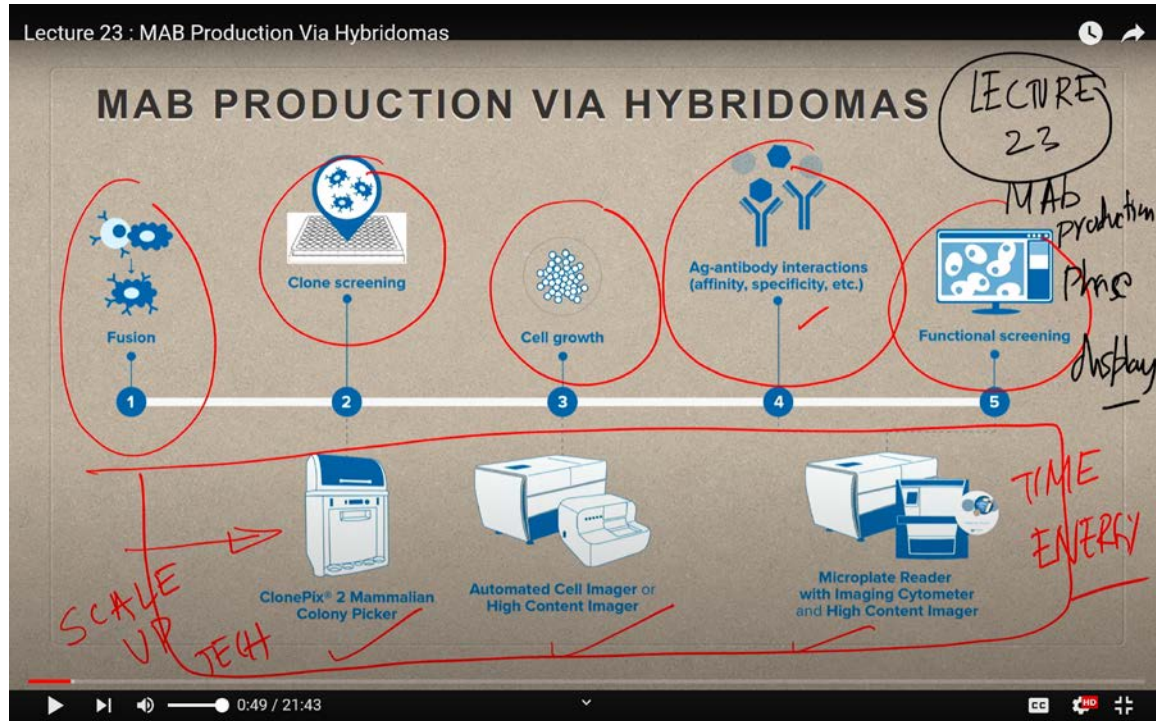 Lecture 23 : MAB Production Via Hybridomas
MAB PRODUCTION VIA HYBRIDOMAS
LECTURE
23
MAb
production
Phage
display
Clone screening
Ag-antibody interactions
(affinity, specificity, etc.)
Fusion
Cell growth
Functional screening
1
2
3
4
5
TIME
ENERGY
SCALE
UP
TECH
ClonePix® 2 Mammalian
Colony Picker
Automated Cell Imager or
High Content Imager
Microplate Reader
with Imaging Cytometer
and High Content Imager
0:49 / 21:43
CC
HD